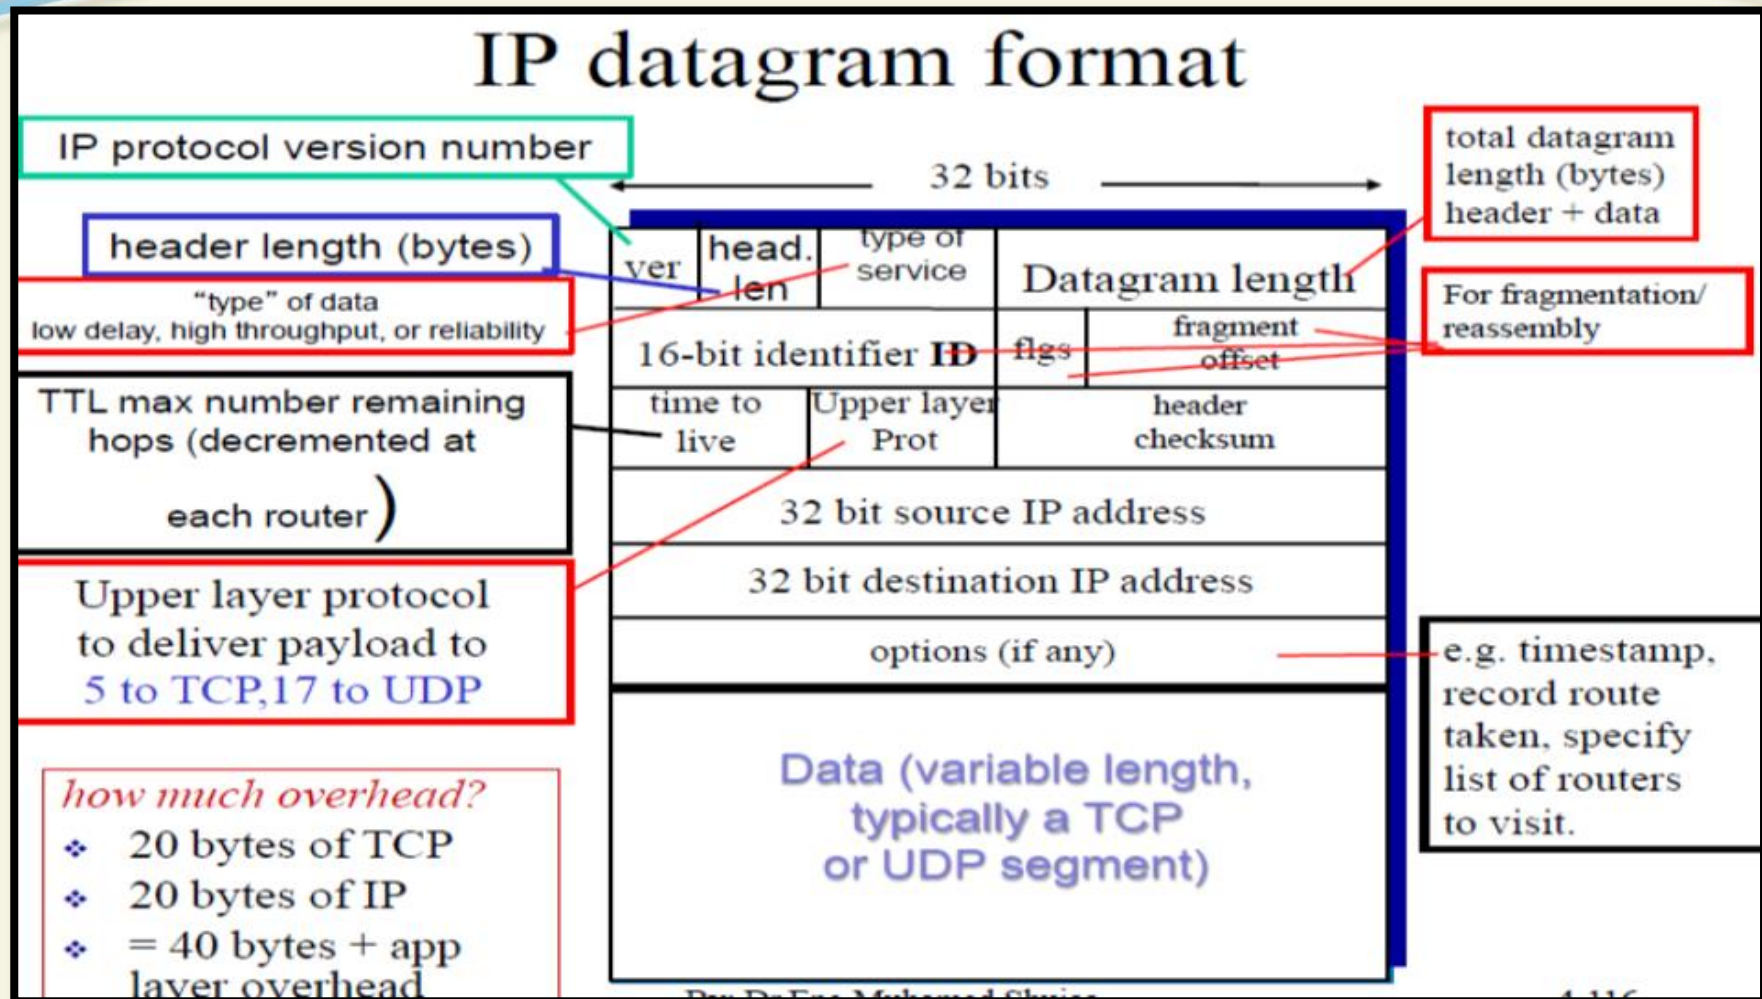 IP datagram format
IP protocol version number
header length (bytes)
"type" of data
low delay, high throughput, or reliability
TTL max number remaining
hops (decremented at
each router)
Upper layer protocol
to deliver payload to
5 to TCP,17 to UDP
how much overhead?
❖ 20 bytes of TCP
❖ 20 bytes of IP
❖ = 40 bytes + app
layer overhead
32 bits
ver
head.
len
type of
service
Datagram length
16-bit identifier ID
flgs
fragment
offset
time to
live
Upper layer
Prot
header
checksum
32 bit source IP address
32 bit destination IP address
options (if any)
Data (variable length,
typically a TCP
or UDP segment)
total datagram
length (bytes)
header + data
For fragmentation/
reassembly
e.g. timestamp,
record route
taken, specify
list of routers
to visit.